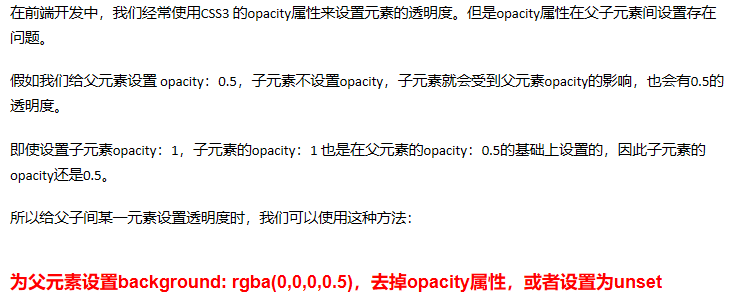 在前端开发中，我们经常使用CSS3 的opacity属性来设置元素的透明度。但是opacity属性在父子元素间设置存在
问题。
假如我们给父元素设置 opacity：0.5，子元素不设置opacity，子元素就会受到父元素opacity的影响，也会有0.5的
透明度。
即使设置子元素opacity：1，子元素的opacity：1 也是在父元素的opacity：0.5的基础上设置的，因此子元素的
opacity还是0.5。
所以给父子间某一元素设置透明度时，我们可以使用这种方法：
为父元素设置background: rgba(0,0,0,0.5)，去掉opacity属性，或者设置为unset